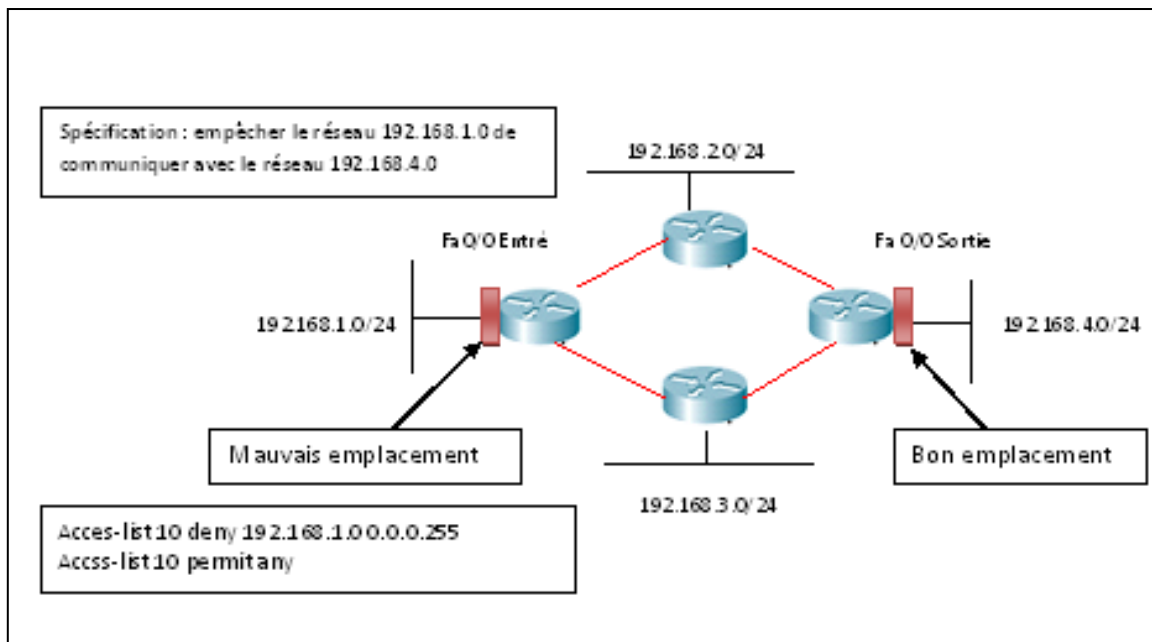 Spécification : empêcher le réseau 192.168.1.0 de
communiquer avec le réseau 192.168.4.0
192.168.2.0/24
Fa 0/0 Entré
Fa 0/0 Sortie
192.168.1.0/24
192.168.4.0/24
Mauvais emplacement
Bon emplacement
192.168.3.0/24
Acces-list 10 deny 192.168.1.0 0.0.0.255
Accss-list 10 permit any